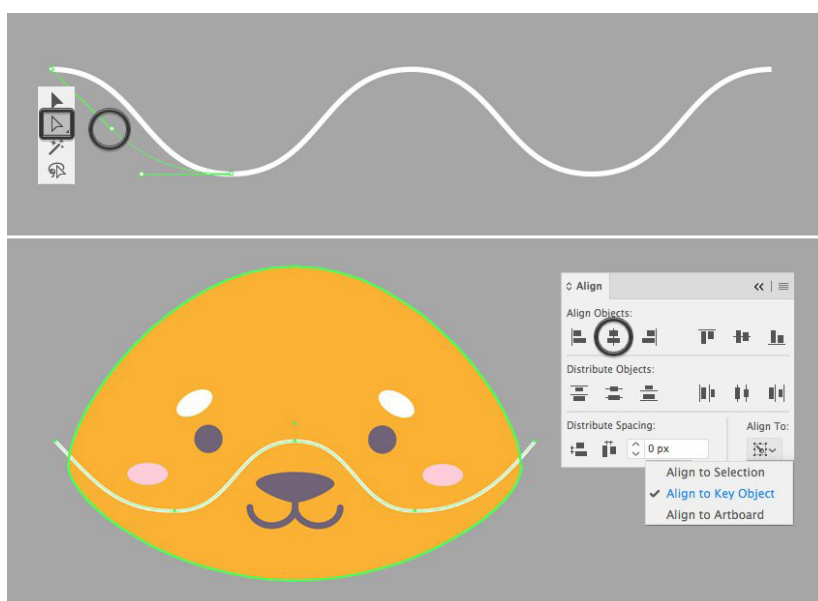 Align
Align Objects:
Distribute Objects:
Distribute Spacing:
Align To:
0 px
Align to Selection
Align to Key Object
Align to Artboard